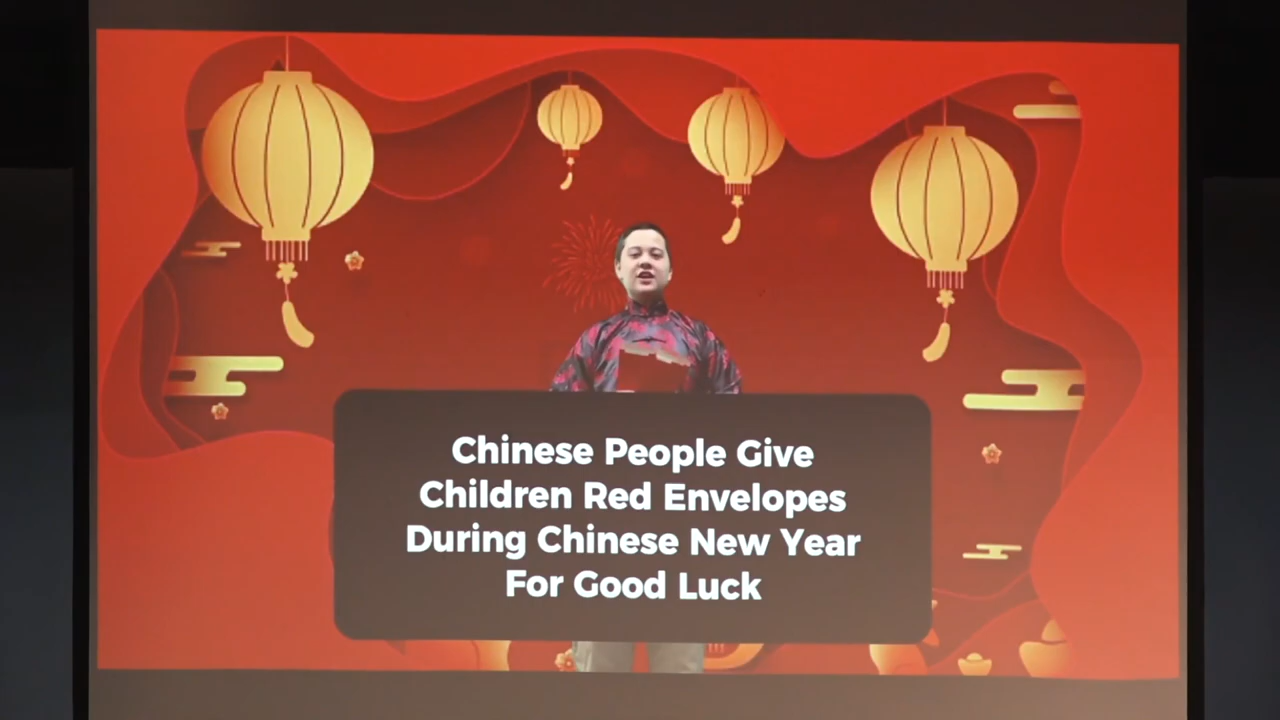 Chinese People Give
Children Red Envelopes
During Chinese New Year
For Good Luck